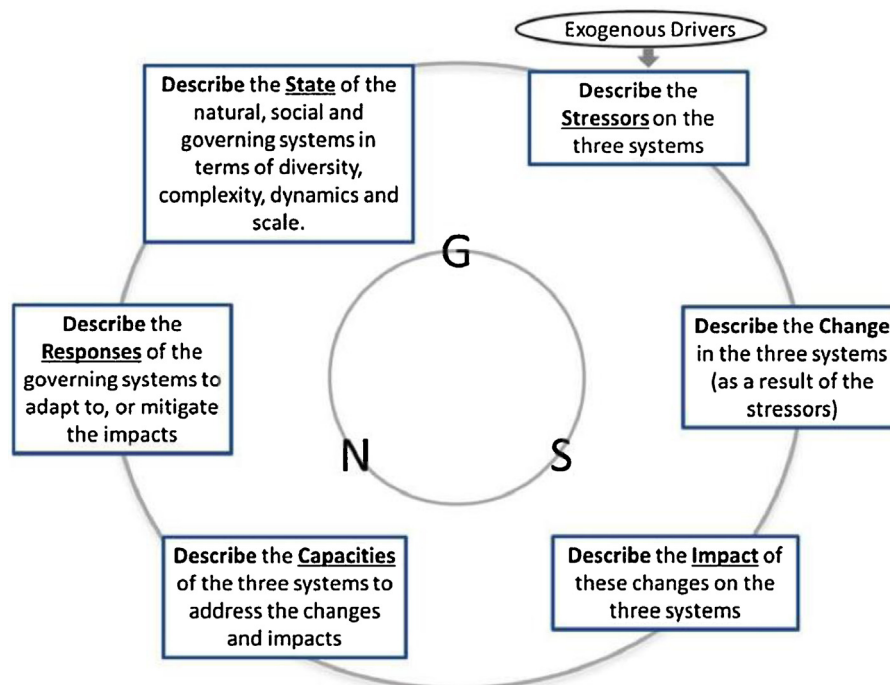 Exogenous Drivers
Describe the State of the
natural, social and
governing systems in
terms of diversity,
complexity, dynamics and
scale.
Describe the
Stressors on the
three systems
G
Describe the Change
in the three systems
(as a result of the
stressors)
Describe the
Responses of the
governing systems to
adapt to, or mitigate
the impacts
N
S
Describe the Capacities
of the three systems to
address the changes
and impacts
Describe the Impact of
these changes on the
three systems